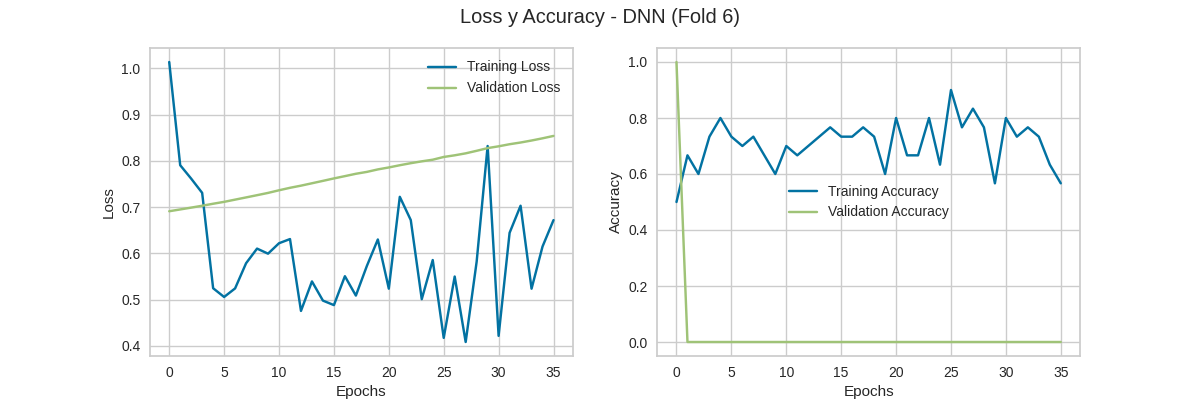 Loss y Accuracy - DNN (Fold 6)
Training Loss
Validation Loss
Loss
1.0
0.9
0.8
0.7
0.6
0.5
0.4
0 5 10 15 20 25 30 35
Epochs
Training Accuracy
Validation Accuracy
Accuracy
1.0
0.8
0.6
0.4
0.2
0.0
0 5 10 15 20 25 30 35
Epochs